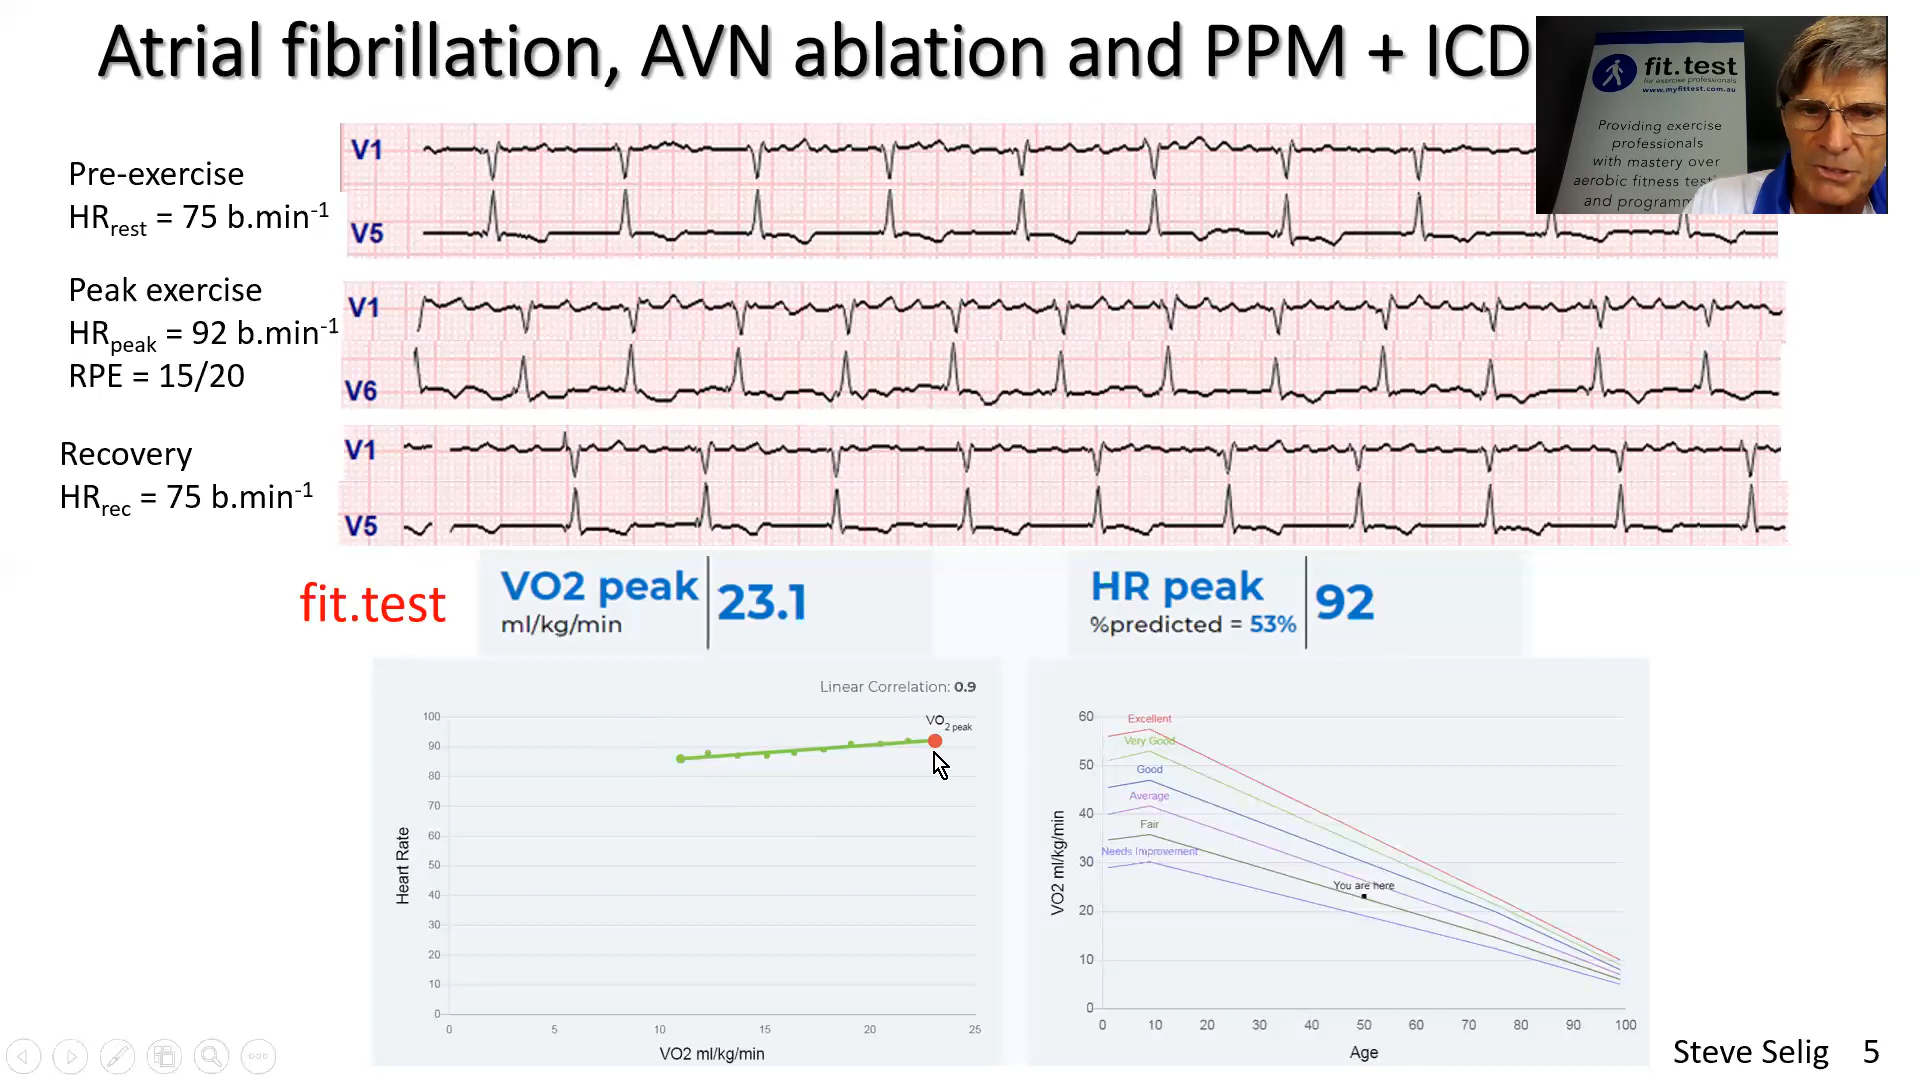 Atrial fibrillation, AVN ablation and PPM + ICD
fit.test
for exercise professionals
www.myfittest.com.au
Providing exercise
professionals
with mastery over
aerobic fitness
and
Pre-exercise
HRrest = 75 b.min-1
V1
V5
Peak exercise
HRpeak = 92 b.min-1
RPE = 15/20
V1
V6
Recovery
HRrec = 75 b.min-1
V1
V5
fit.test
VO2 peak
ml/kg/min
23.1
HR peak
%predicted = 53%
92
Linear Correlation: 0.9
VO2 peak
100
90
80
70
60
50
40
30
20
10
0
Heart Rate
0 5 10 15 20 25
VO2 ml/kg/min
60
50
40
30
20
10
0
VO2 ml/kg/min
Excellent
Very Good
Good
Average
Fair
Needs Improvement
You are here
0 10 20 30 40 50 60 70 80 90 100
Age
Steve Selig 5